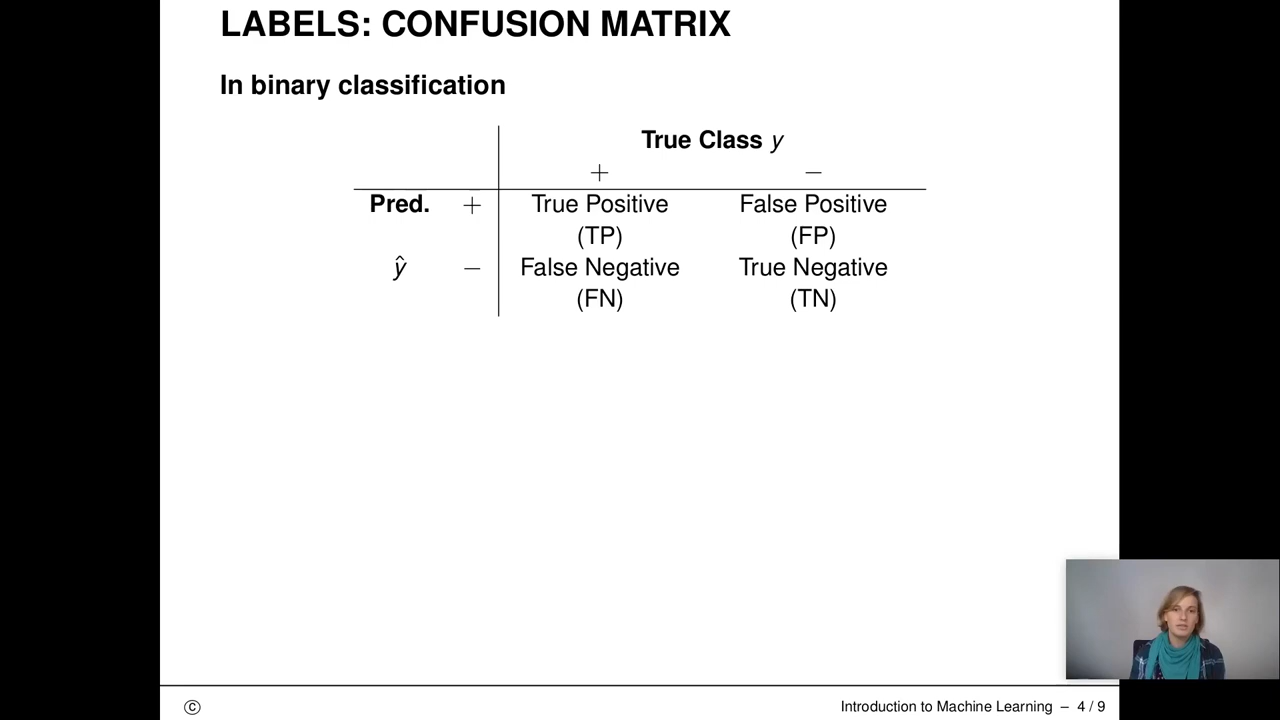 LABELS: CONFUSION MATRIX
In binary classification
True Class y
+ −
Pred. + True Positive False Positive
(TP) (FP)
ŷ − False Negative True Negative
(FN) (TN)
© Introduction to Machine Learning – 4 / 9